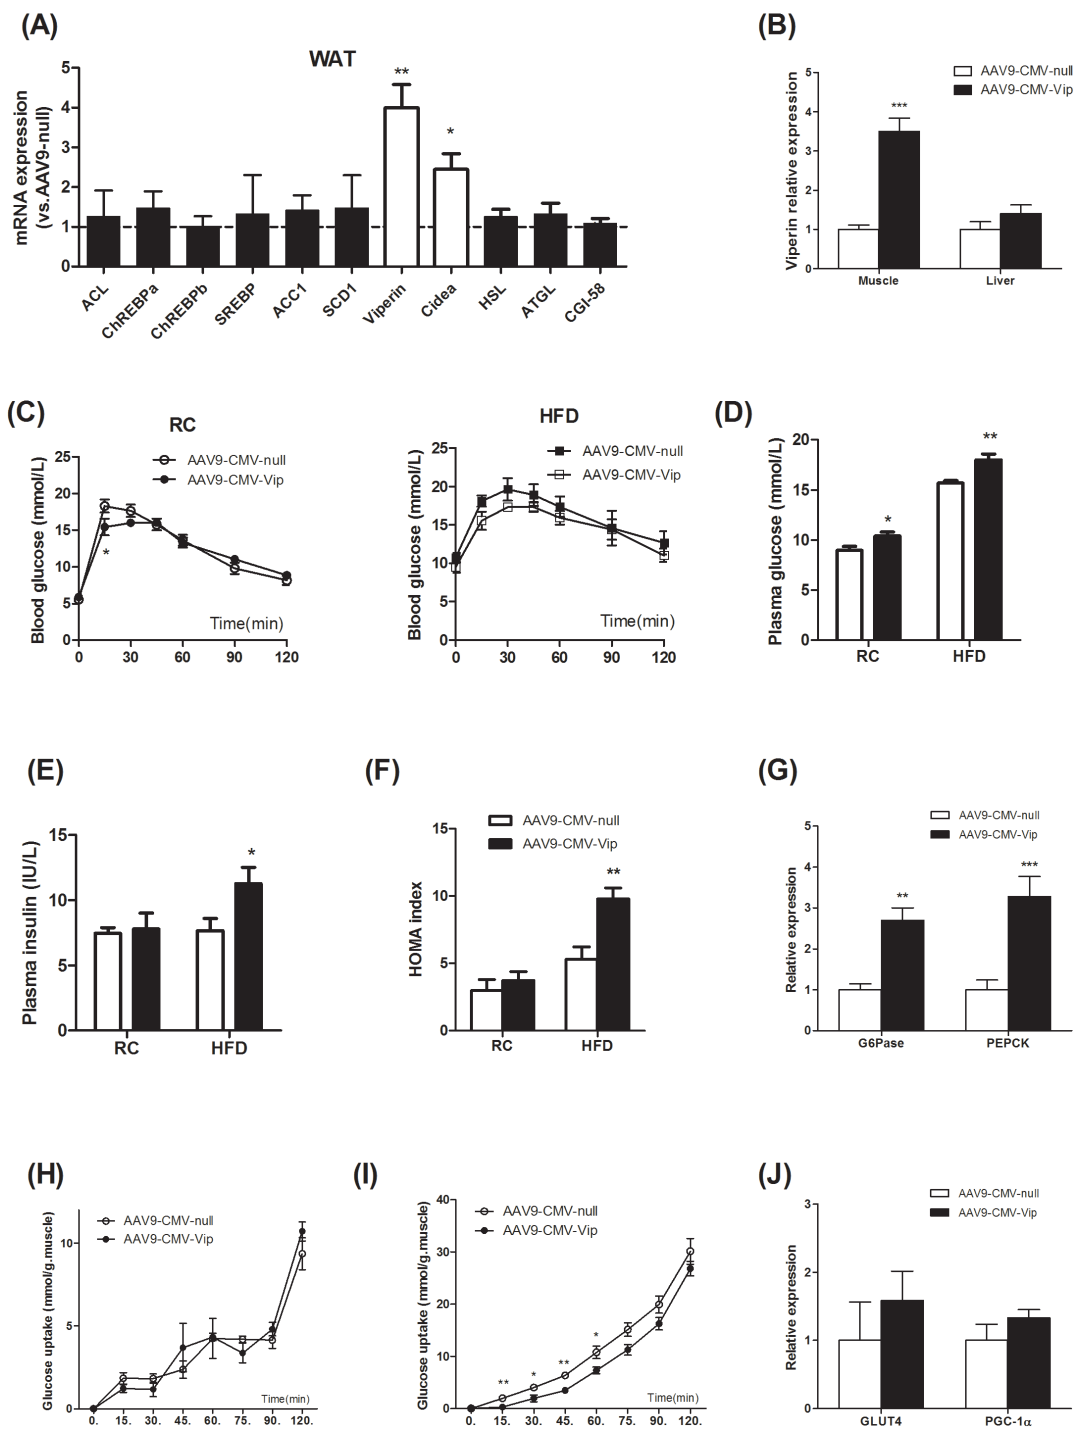 (A)
WAT
mRNA expression
(vs.AAV9-null)
5
4
3
2
1
0
**
*
ACL
ChREBPa
ChREBPb
SREBP
ACC1
SCD1
Viperin
Cidea
HSL
ATGL
CGI-58
(B)
AAV9-CMV-null
AAV9-CMV-Vip
Viperin relative expression
5
4
3
2
1
0
***
Muscle
Liver
(C)
RC
AAV9-CMV-null
AAV9-CMV-Vip
Blood glucose (mmol/L)
25
20
15
10
5
0
*
Time(min)
0 30 60 90 120
HFD
AAV9-CMV-null
AAV9-CMV-Vip
Blood glucose (mmol/L)
25
20
15
10
5
0
Time(min)
0 30 60 90 120
(D)
Plasma glucose (mmol/L)
20
15
10
5
0
*
**
RC
HFD
(E)
Plasma insulin (IU/L)
15
10
5
0
*
RC
HFD
(F)
AAV9-CMV-null
AAV9-CMV-Vip
HOMA index
15
10
5
0
**
RC
HFD
(G)
AAV9-CMV-null
AAV9-CMV-Vip
Relative expression
5
4
3
2
1
0
**
***
G6Pase
PEPCK
(H)
AAV9-CMV-null
AAV9-CMV-Vip
Glucose uptake (mmol/g.muscle)
10
5
0
Time(min)
0. 15. 30. 45. 60. 75. 90. 120.
(I)
AAV9-CMV-null
AAV9-CMV-Vip
Glucose uptake (mmol/g.muscle)
40
30
20
10
0
**
*
**
*
Time(min)
0. 15. 30. 45. 60. 75. 90. 120.
(J)
AAV9-CMV-null
AAV9-CMV-Vip
Relative expression
3
2
1
0
GLUT4
PGC-1α